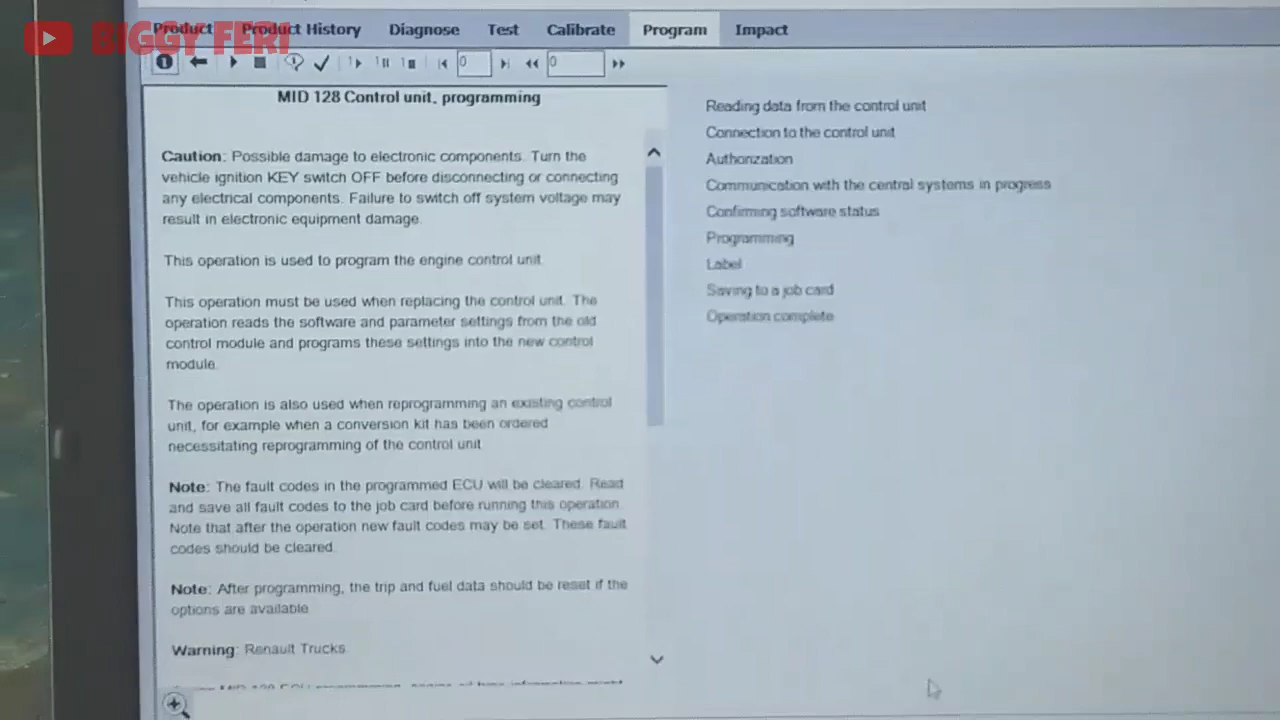 BIGGY FERI
Product Product History Diagnose Test Calibrate Program Impact
0 0
MID 128 Control unit, programming
Caution: Possible damage to electronic components. Turn the
vehicle ignition KEY switch OFF before disconnecting or connecting
any electrical components. Failure to switch off system voltage may
result in electronic equipment damage.
This operation is used to program the engine control unit.
This operation must be used when replacing the control unit. The
operation reads the software and parameter settings from the old
control module and programs these settings into the new control
module.
The operation is also used when reprogramming an existing control
unit, for example when a conversion kit has been ordered
necessitating reprogramming of the control unit.
Note: The fault codes in the programmed ECU will be cleared. Read
and save all fault codes to the job card before running this operation.
Note that after the operation new fault codes may be set. These fault
codes should be cleared.
Note: After programming, the trip and fuel data should be reset if the
options are available
Warning: Renault Trucks.
Reading data from the control unit
Connection to the control unit
Authorization
Communication with the central systems in progress
Confirming software status
Programming
Label
Saving to a job card
Operation complete